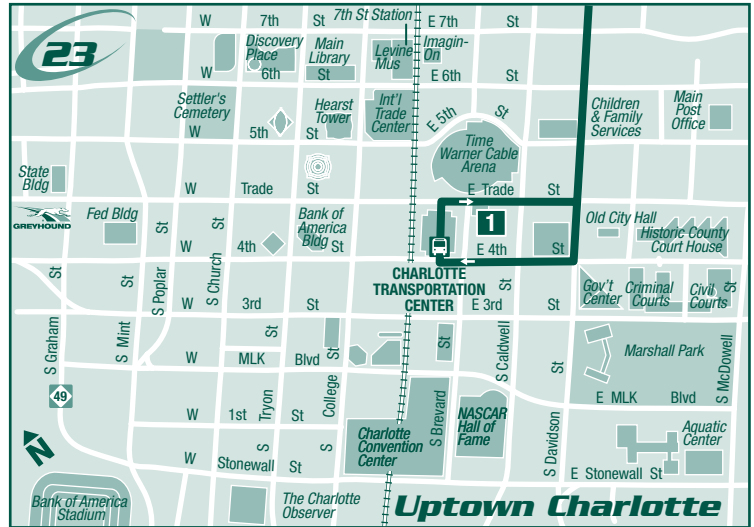 23
W 7th St
7th St Station
E 7th St
Discovery
Place
Main
Library
Levine
Mus
Imagin-
On
W 6th St
E 6th St
Settler's
Cemetery
Hearst
Tower
Int'l
Trade
Center
E 5th St
Children
& Family
Services
Main
Post
Office
W 5th St
Time
Warner Cable
Arena
State
Bldg
W Trade St
E Trade St
GREYHOUND
Fed Bldg
Bank of
America
Bldg
1
Old City Hall
Historic County
Court House
W 4th St
E 4th St
CHARLOTTE
TRANSPORTATION
CENTER
Gov't
Center
Criminal
Courts
Civil
Courts
W 3rd St
E 3rd St
S Graham St
S Mint St
S Poplar St
S Church St
S Tryon St
S College St
S Brevard St
S Caldwell St
S Davidson St
S McDowell St
W MLK Blvd
Marshall Park
49
E MLK Blvd
W 1st St
Charlotte
Convention
Center
NASCAR
Hall of
Fame
Aquatic
Center
N
W Stonewall St
E Stonewall St
Bank of America
Stadium
The Charlotte
Observer
Uptown Charlotte